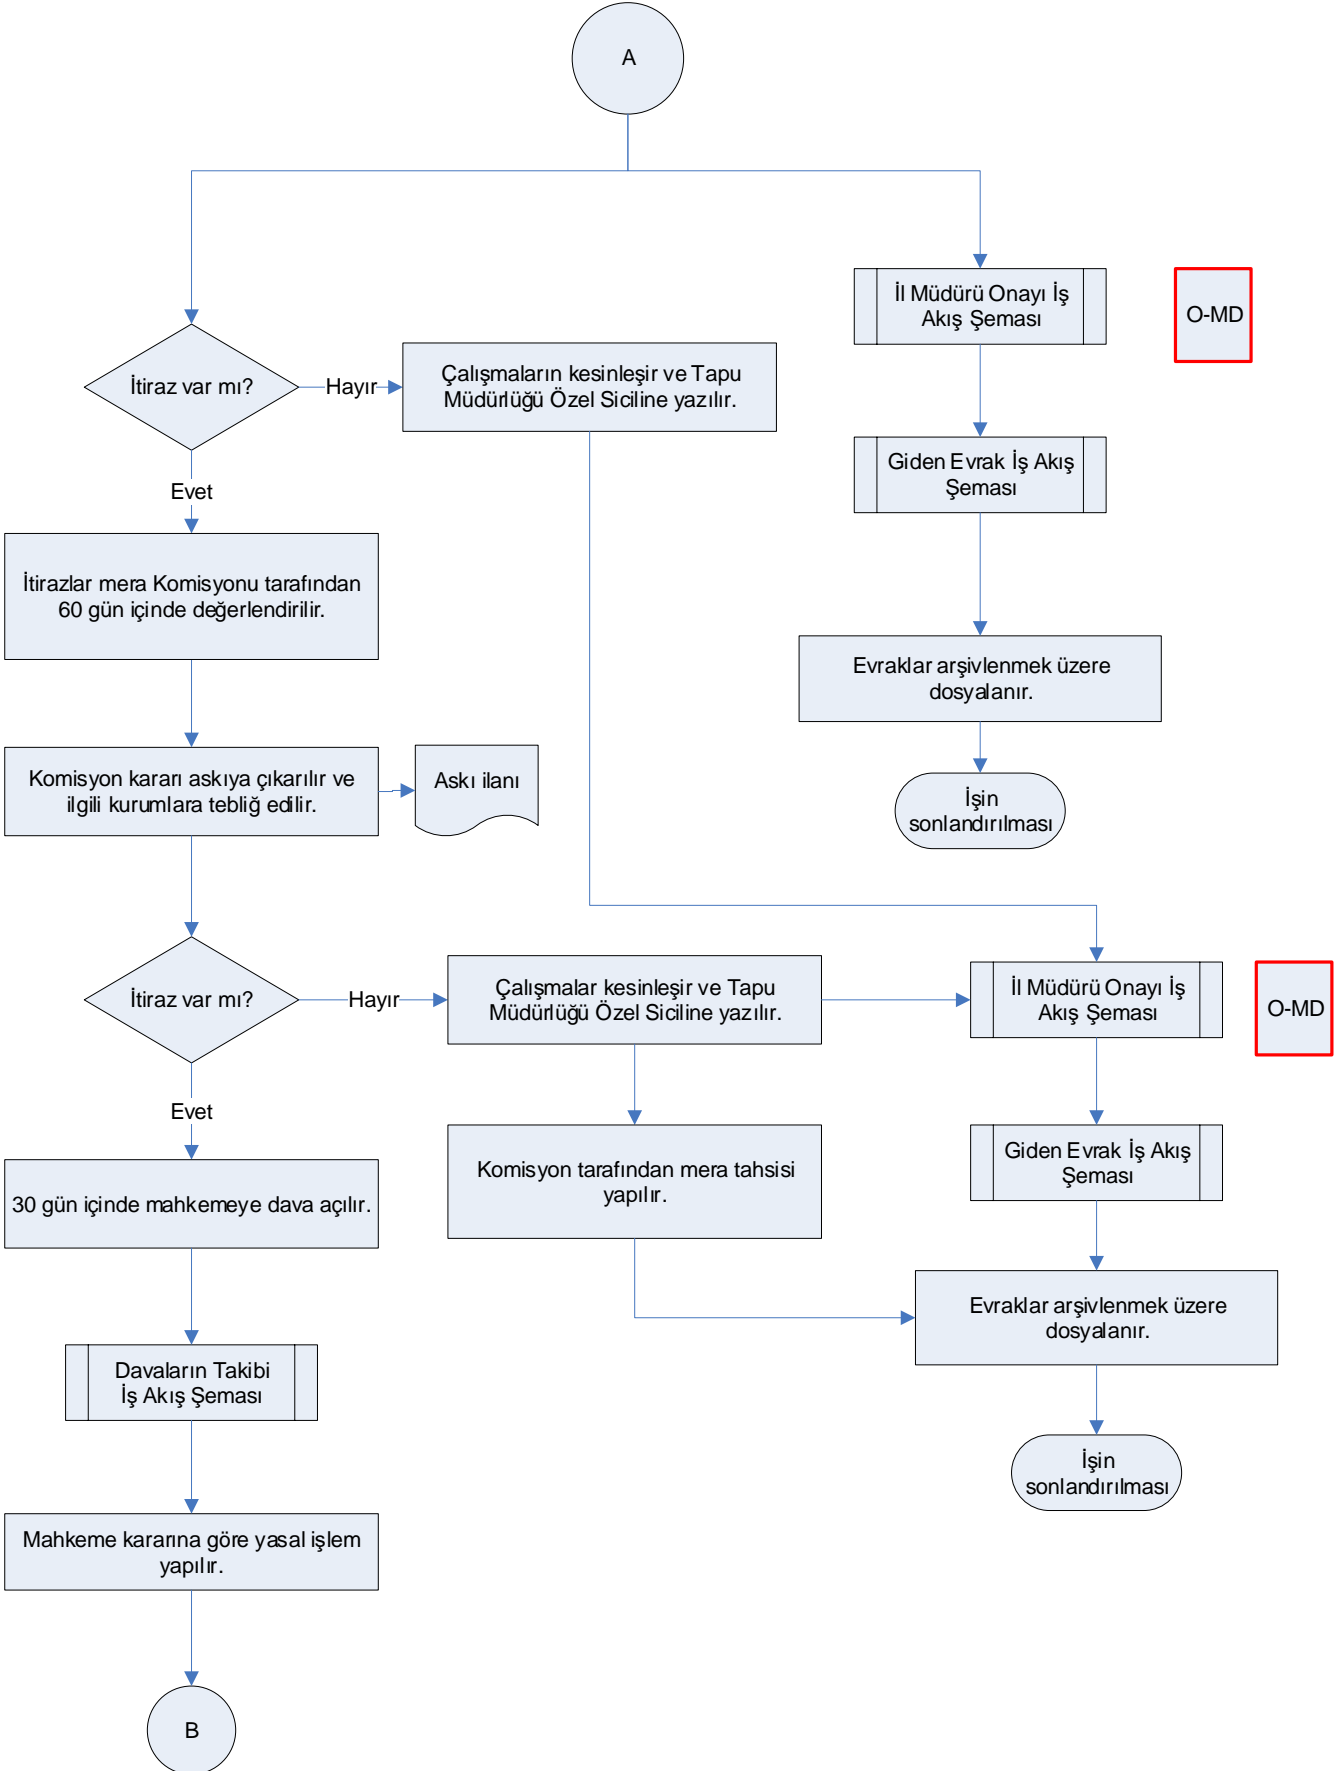 A
İl Müdürü Onayı İş
Akış Şeması
O-MD
İtiraz var mı?
Hayır
Çalışmaların kesinleşir ve Tapu
Müdürlüğü Özel Siciline yazılır.
Evet
Giden Evrak İş Akış
Şeması
İtirazlar mera Komisyonu tarafından
60 gün içinde değerlendirilir.
Evraklar arşivlenmek üzere
dosyalanır.
Komisyon kararı askıya çıkarılır ve
ilgili kurumlara tebliğ edilir.
Askı ilanı
İşin
sonlandırılması
İtiraz var mı?
Hayır
Çalışmalar kesinleşir ve Tapu
Müdürlüğü Özel Siciline yazılır.
İl Müdürü Onayı İş
Akış Şeması
O-MD
Evet
30 gün içinde mahkemeye dava açılır.
Komisyon tarafından mera tahsisi
yapılır.
Giden Evrak İş Akış
Şeması
Evraklar arşivlenmek üzere
dosyalanır.
Davaların Takibi
İş Akış Şeması
İşin
sonlandırılması
Mahkeme kararına göre yasal işlem
yapılır.
B